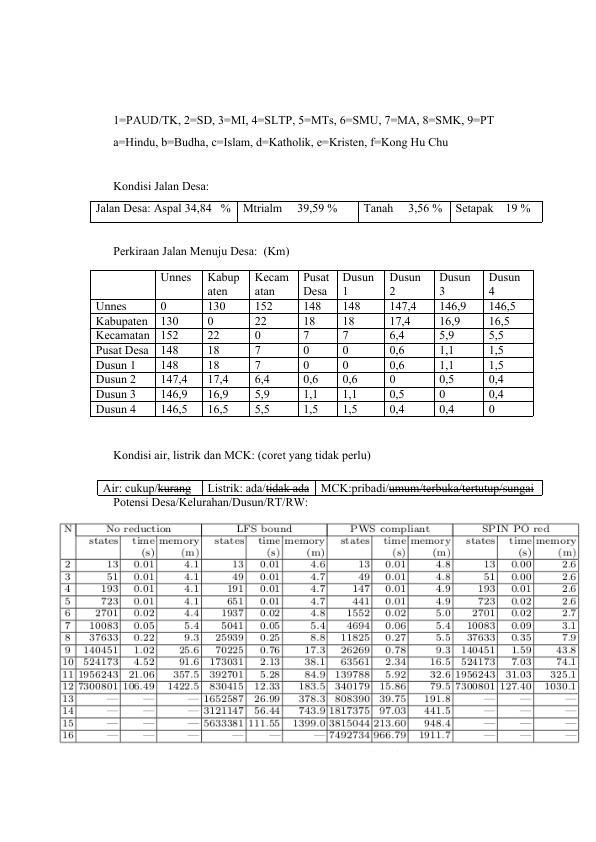 1=PAUD/TK, 2=SD, 3=MI, 4=SLTP, 5=MTs, 6=SMU, 7=MA, 8=SMK, 9=PT
a=Hindu, b=Budha, c=Islam, d=Katholik, e=Kristen, f=Kong Hu Chu
Kondisi Jalan Desa:
Jalan Desa: Aspal 34,84 % Mtrialm 39,59 % Tanah 3,56 % Setapak 19 %
Perkiraan Jalan Menuju Desa: (Km)
Unnes Kabup Kecam Pusat Dusun Dusun Dusun Dusun
aten atan Desa 1 2 3 4
Unnes 0 130 152 148 148 147,4 146,9 146,5
Kabupaten 130 0 22 18 18 17,4 16,9 16,5
Kecamatan 152 22 0 7 7 6,4 5,9 5,5
Pusat Desa 148 18 7 0 0 0,6 1,1 1,5
Dusun 1 148 18 7 0 0 0,6 1,1 1,5
Dusun 2 147,4 17,4 6,4 0,6 0,6 0 0,5 0,4
Dusun 3 146,9 16,9 5,9 1,1 1,1 0,5 0 0,4
Dusun 4 146,5 16,5 5,5 1,5 1,5 0,4 0,4 0
Kondisi air, listrik dan MCK: (coret yang tidak perlu)
Air: cukup/kurang Listrik: ada/tidak ada MCK:pribadi/umum/terbuka/tertutup/sungai
Potensi Desa/Kelurahan/Dusun/RT/RW:
N No reduction LFS bound PWS compliant SPIN PO red
states time memory states time memory states time memory states time memory
(s) (m) (s) (m) (s) (m) (s) (m)
2 13 0.01 4.1 13 0.01 4.6 13 0.01 4.8 13 0.00 2.6
3 51 0.01 4.1 49 0.01 4.7 49 0.01 4.8 51 0.00 2.6
4 193 0.01 4.1 191 0.01 4.7 147 0.01 4.9 193 0.01 2.6
5 723 0.01 4.1 651 0.01 4.7 441 0.01 4.9 723 0.02 2.6
6 2701 0.02 4.4 1937 0.02 4.8 1552 0.02 5.0 2701 0.02 2.7
7 10083 0.05 5.4 5041 0.05 5.4 4694 0.06 5.4 10083 0.09 3.1
8 37633 0.22 9.3 25939 0.25 8.8 11825 0.27 5.5 37633 0.35 7.9
9 140451 1.02 25.6 70225 0.76 17.3 26269 0.78 9.3 140451 1.59 43.8
10 524173 4.52 91.6 173031 2.13 38.1 63561 2.34 16.5 524173 7.03 74.1
11 1956243 21.06 357.5 392701 5.28 84.9 139788 5.92 32.6 1956243 31.03 325.1
12 7300801 106.49 1422.5 830415 12.33 183.5 340179 15.86 79.5 7300801 127.40 1030.1
13 — — — 1652587 26.99 378.3 808390 39.75 191.8 — — —
14 — — — 3121147 56.44 743.9 1817375 97.03 441.5 — — —
15 — — — 5633381 111.55 1399.0 3815044 213.60 948.4 — — —
16 — — — — — — 7492734 966.79 1911.7 — — —